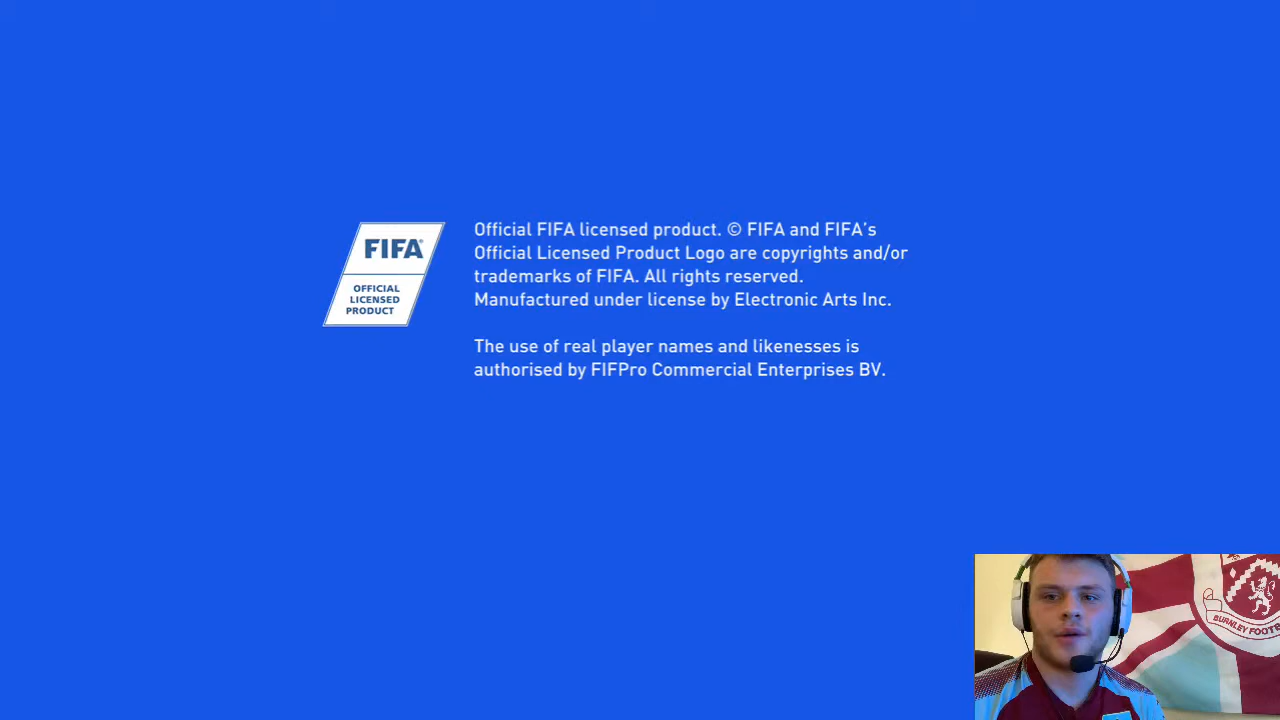 FIFA
OFFICIAL
LICENSED
PRODUCT
Official FIFA licensed product. © FIFA and FIFA's
Official Licensed Product Logo are copyrights and/or
trademarks of FIFA. All rights reserved.
Manufactured under license by Electronic Arts Inc.
The use of real player names and likenesses is
authorised by FIFPro Commercial Enterprises BV.
BURNLEY